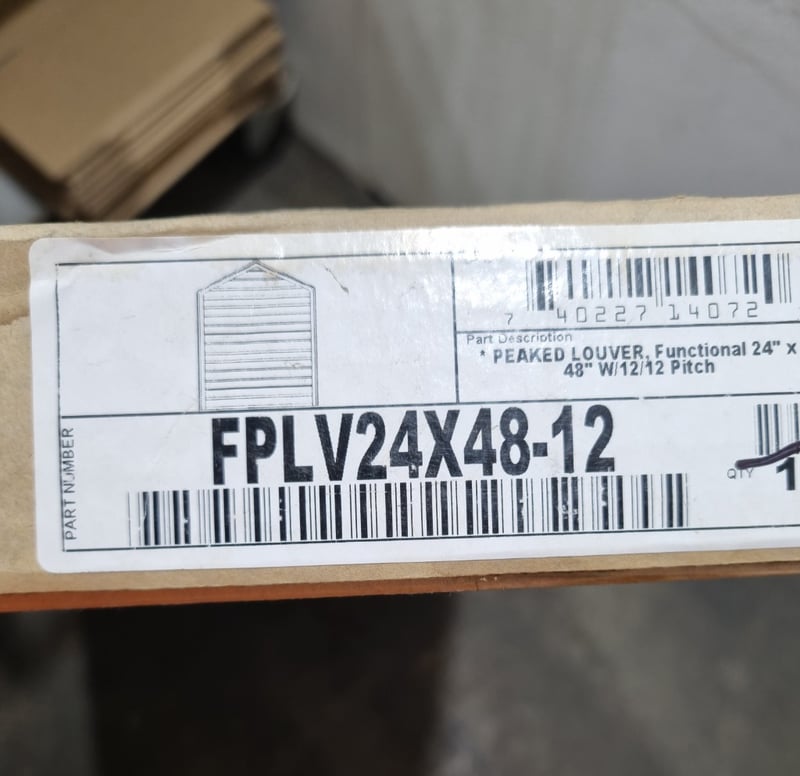 7 40227 14072
Part Description
* PEAKED LOUVER, Functional 24" x
48" W/12/12 Pitch
FPLV24X48-12
PART NUMBER
QTY 1